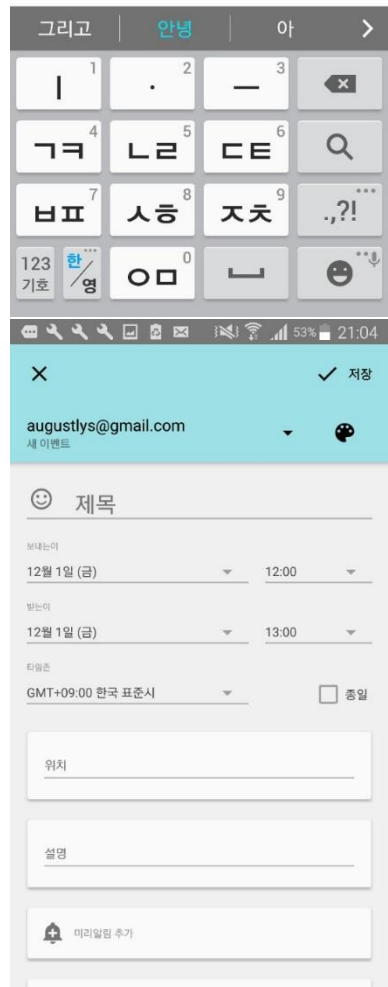 그리고 안녕 아
ㅣ 1 · 2 ㅡ 3
ㄱㅋ 4 ㄴㄹ 5 ㄷㅌ 6
ㅂㅍ 7 ㅅㅎ 8 ㅈㅊ 9 .,?!
123 기호 한/영 ㅇㅁ 0
53% 21:04
저장
augustlys@gmail.com
새 이벤트
제목
보내는이
12월 1일 (금) 12:00
받는이
12월 1일 (금) 13:00
타임존
GMT+09:00 한국 표준시 종일
위치
설명
미리알림 추가